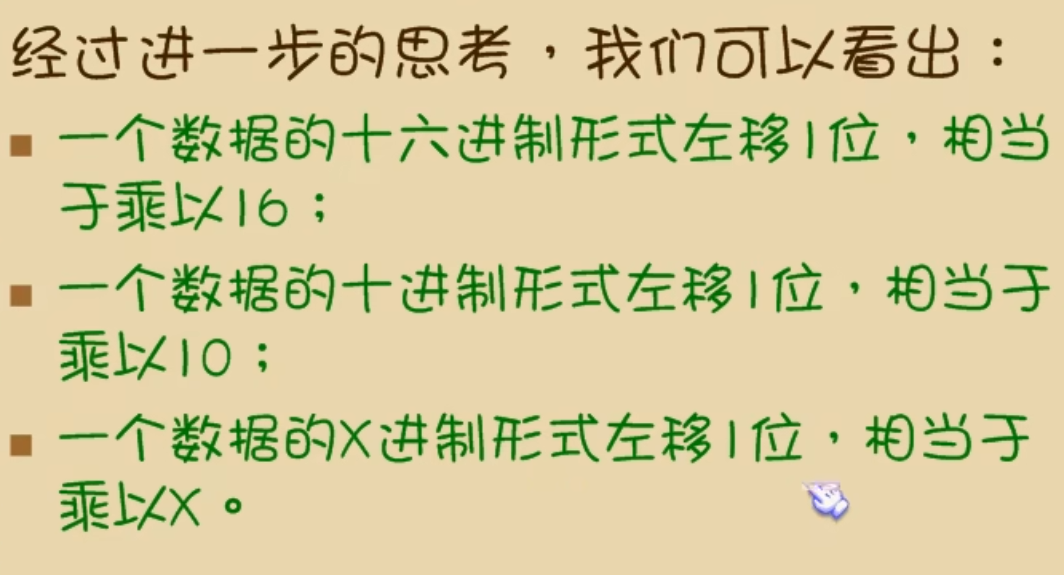 经过进一步的思考，我们可以看出：
一个数据的十六进制形式左移1位，相当
于乘以16；
一个数据的十进制形式左移1位，相当于
乘以10；
一个数据的X进制形式左移1位，相当于
乘以X。